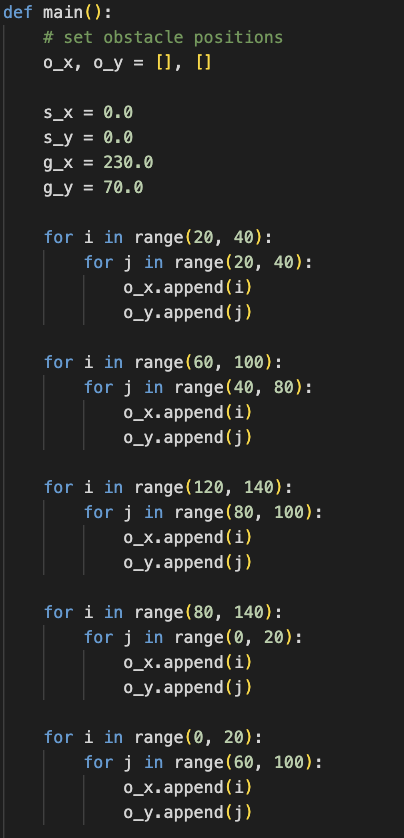 def main():
    # set obstacle positions
    o_x, o_y = [], []

    s_x = 0.0
    s_y = 0.0
    g_x = 230.0
    g_y = 70.0

    for i in range(20, 40):
        for j in range(20, 40):
            o_x.append(i)
            o_y.append(j)

    for i in range(60, 100):
        for j in range(40, 80):
            o_x.append(i)
            o_y.append(j)

    for i in range(120, 140):
        for j in range(80, 100):
            o_x.append(i)
            o_y.append(j)

    for i in range(80, 140):
        for j in range(0, 20):
            o_x.append(i)
            o_y.append(j)

    for i in range(0, 20):
        for j in range(60, 100):
            o_x.append(i)
            o_y.append(j)